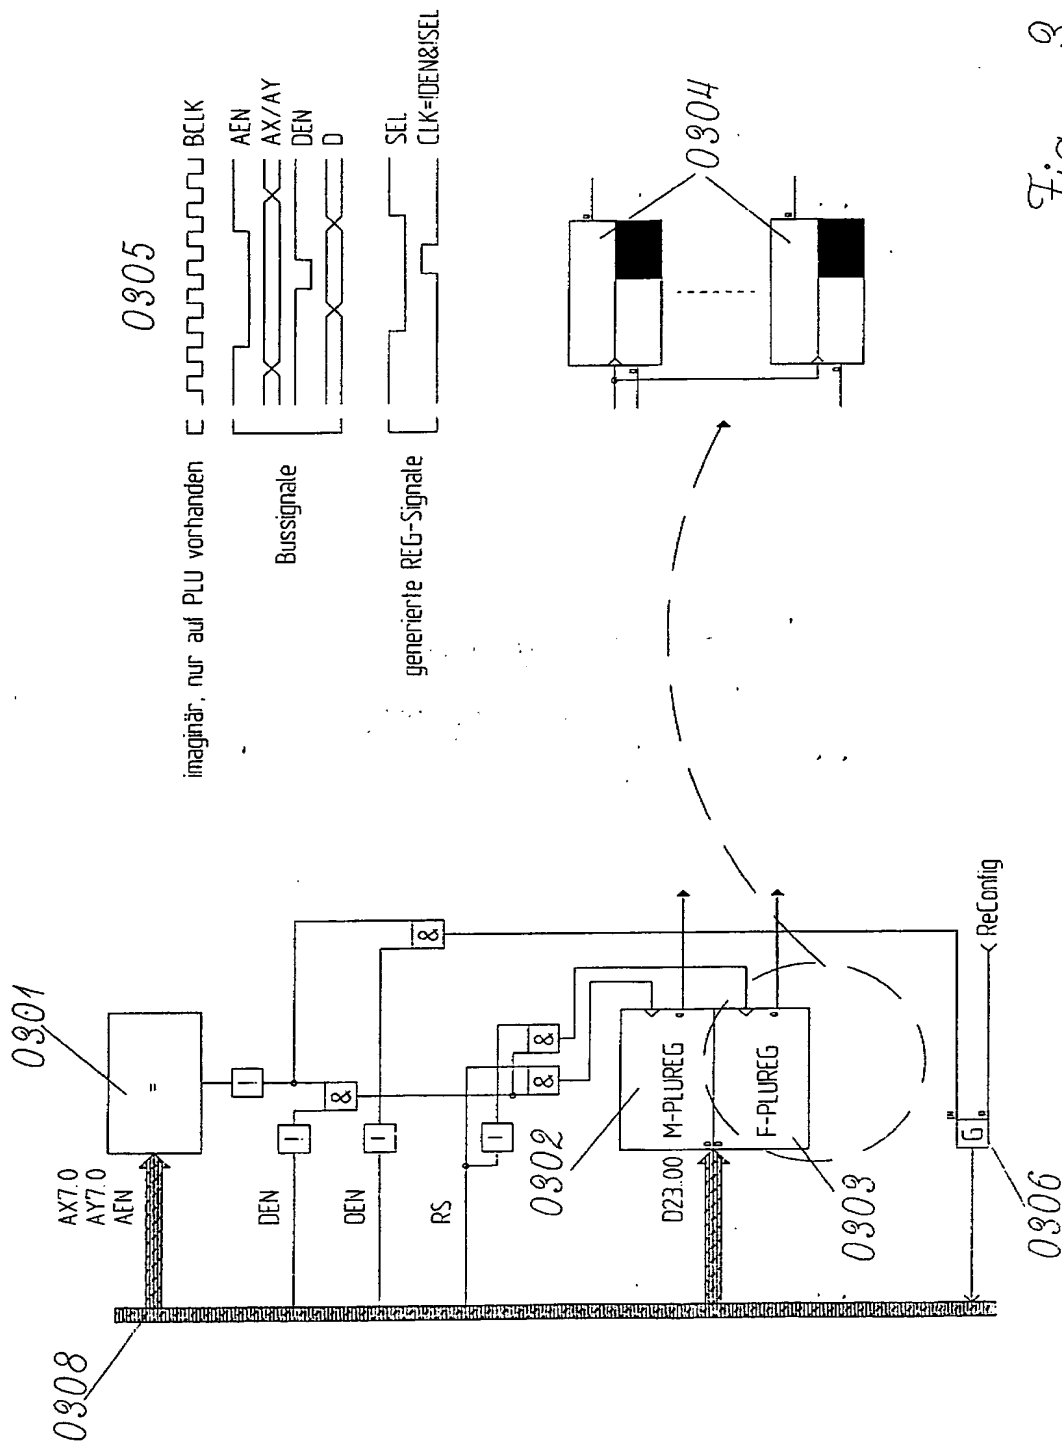 0308
0301
AX7.0
AY7.0
AEN
=
|
DEN
|
&
&
DEN
|
RS
|
&
&
0302
D23.00
M-PLUREG
F-PLUREG
0303
G
0306
ReConfig
0305
imaginär, nur auf PLU vorhanden
BCLK
Bussignale
AEN
AX/AY
DEN
D
generierte REG-Signale
SEL
CLK=!DEN&!SEL
0304
Fig. 3